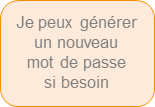 Je peux générer
un nouveau
mot de passe
si besoin